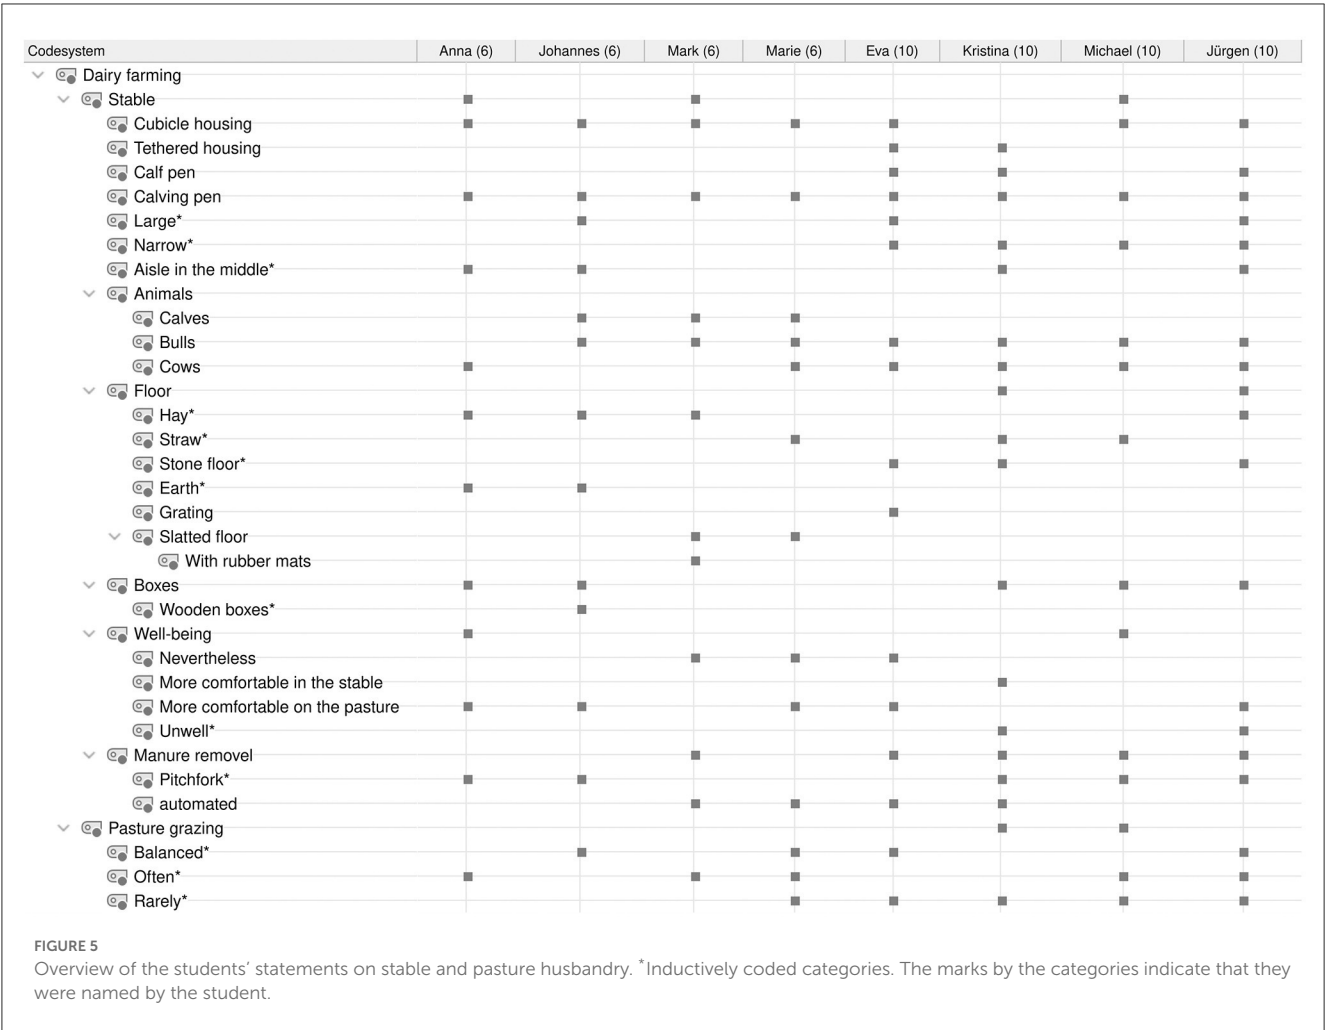 Codesystem Anna (6) Johannes (6) Mark (6) Marie (6) Eva (10) Kristina (10) Michael (10) Jürgen (10)
Dairy farming
Stable
Cubicle housing
Tethered housing
Calf pen
Calving pen
Large*
Narrow*
Aisle in the middle*
Animals
Calves
Bulls
Cows
Floor
Hay*
Straw*
Stone floor*
Earth*
Grating
Slatted floor
With rubber mats
Boxes
Wooden boxes*
Well-being
Nevertheless
More comfortable in the stable
More comfortable on the pasture
Unwell*
Manure removel
Pitchfork*
automated
Pasture grazing
Balanced*
Often*
Rarely*
FIGURE 5
Overview of the students’ statements on stable and pasture husbandry. *Inductively coded categories. The marks by the categories indicate that they
were named by the student.